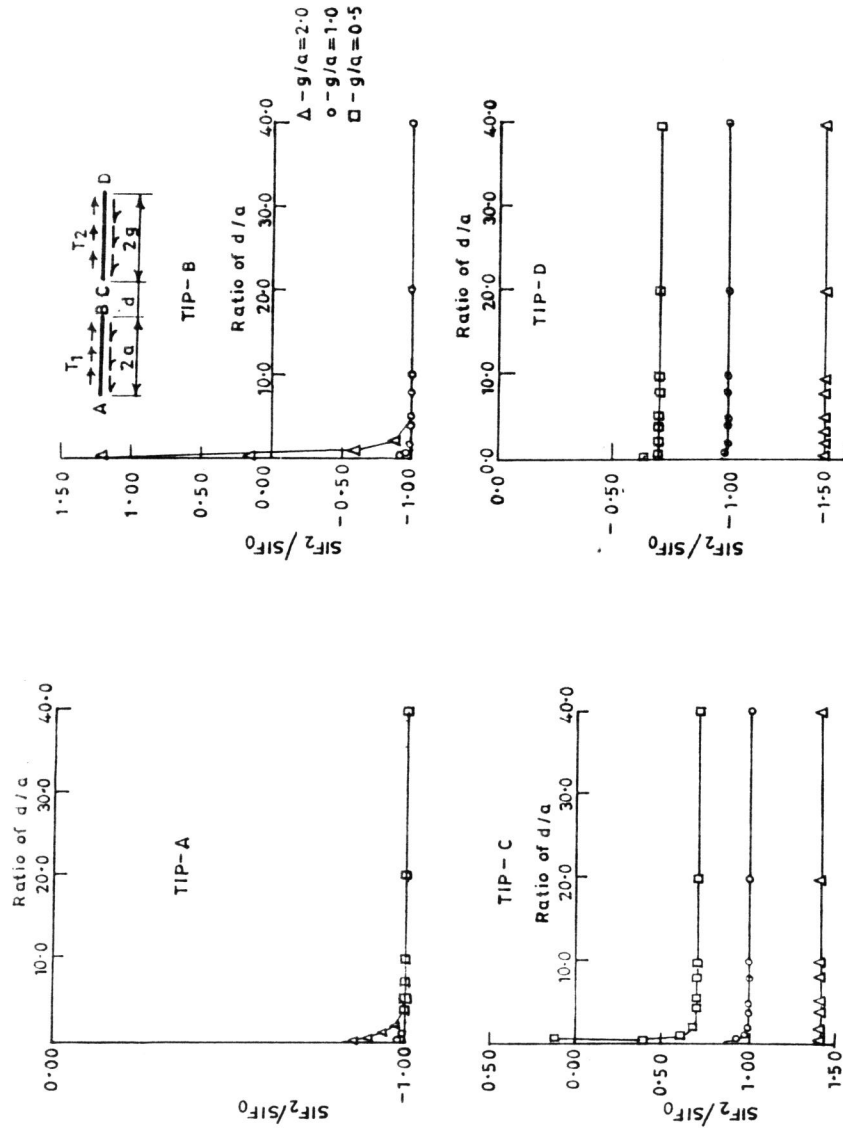 Ratio of d/a
10·0 20·0 30·0 40·0
0·00
TIP-A
SIF₂/SIF₀
-1·00
T₁ T₂
A B C D
2a d 2g
TIP-B
1·50
1·00
0·50
0·00
-0·50
-1·00
SIF₂/SIF₀
Ratio of d/a
10·0 20·0 30·0 40·0
△ - g/a=2·0
○ - g/a=1·0
□ - g/a=0·5
TIP-C
Ratio of d/a
10·0 20·0 30·0 40·0
0·50
0·00
0·50
1·00
1·50
SIF₂/SIF₀
Ratio of d/a
0·0 10·0 20·0 30·0 40·0
TIP-D
0·0
-0·50
-1·00
-1·50
SIF₂/SIF₀